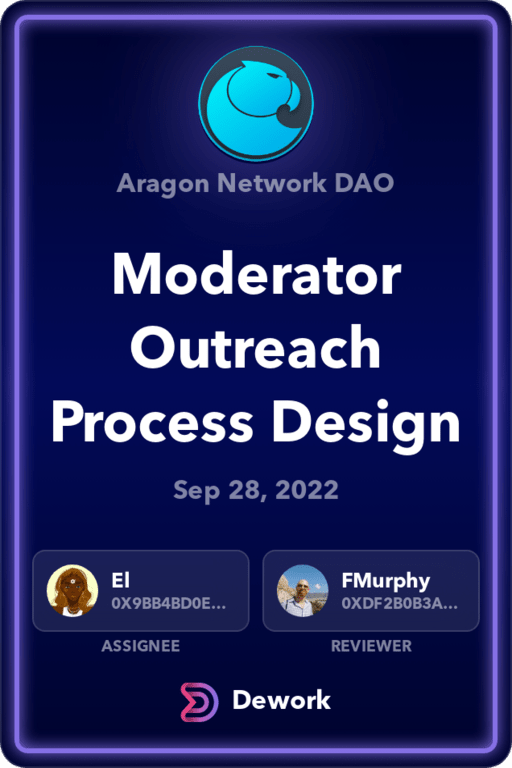 Aragon Network DAO
Moderator
Outreach
Process Design
Sep 28, 2022
El
0X9BB4BD0E...
ASSIGNEE
FMurphy
0XDF2B0B3A...
REVIEWER
Dework